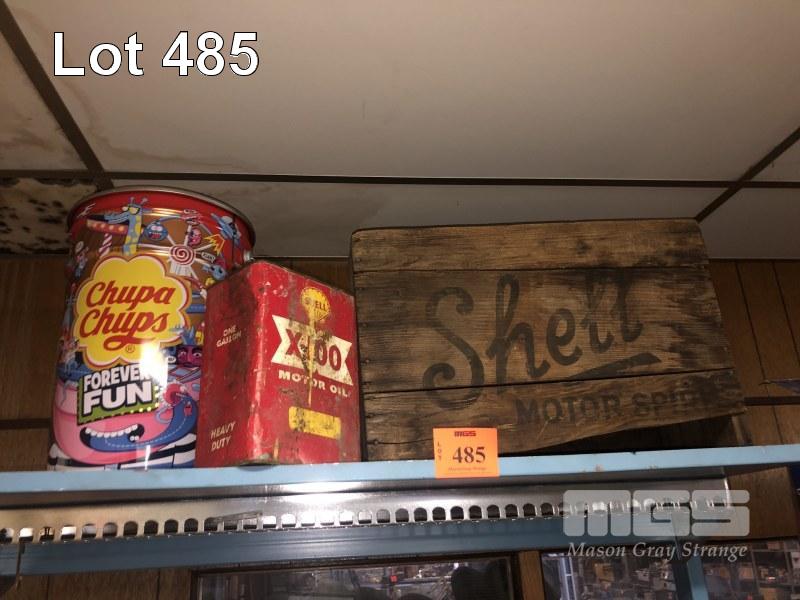 Lot 485
Chupa
Chups
FOREVER
FUN
ONE
GALLON
SHELL
X-100
MOTOR OIL
HEAVY
DUTY
Shell
MOTOR SPIRIT
MGS
LOT
485
MGS
Mason Gray Strange